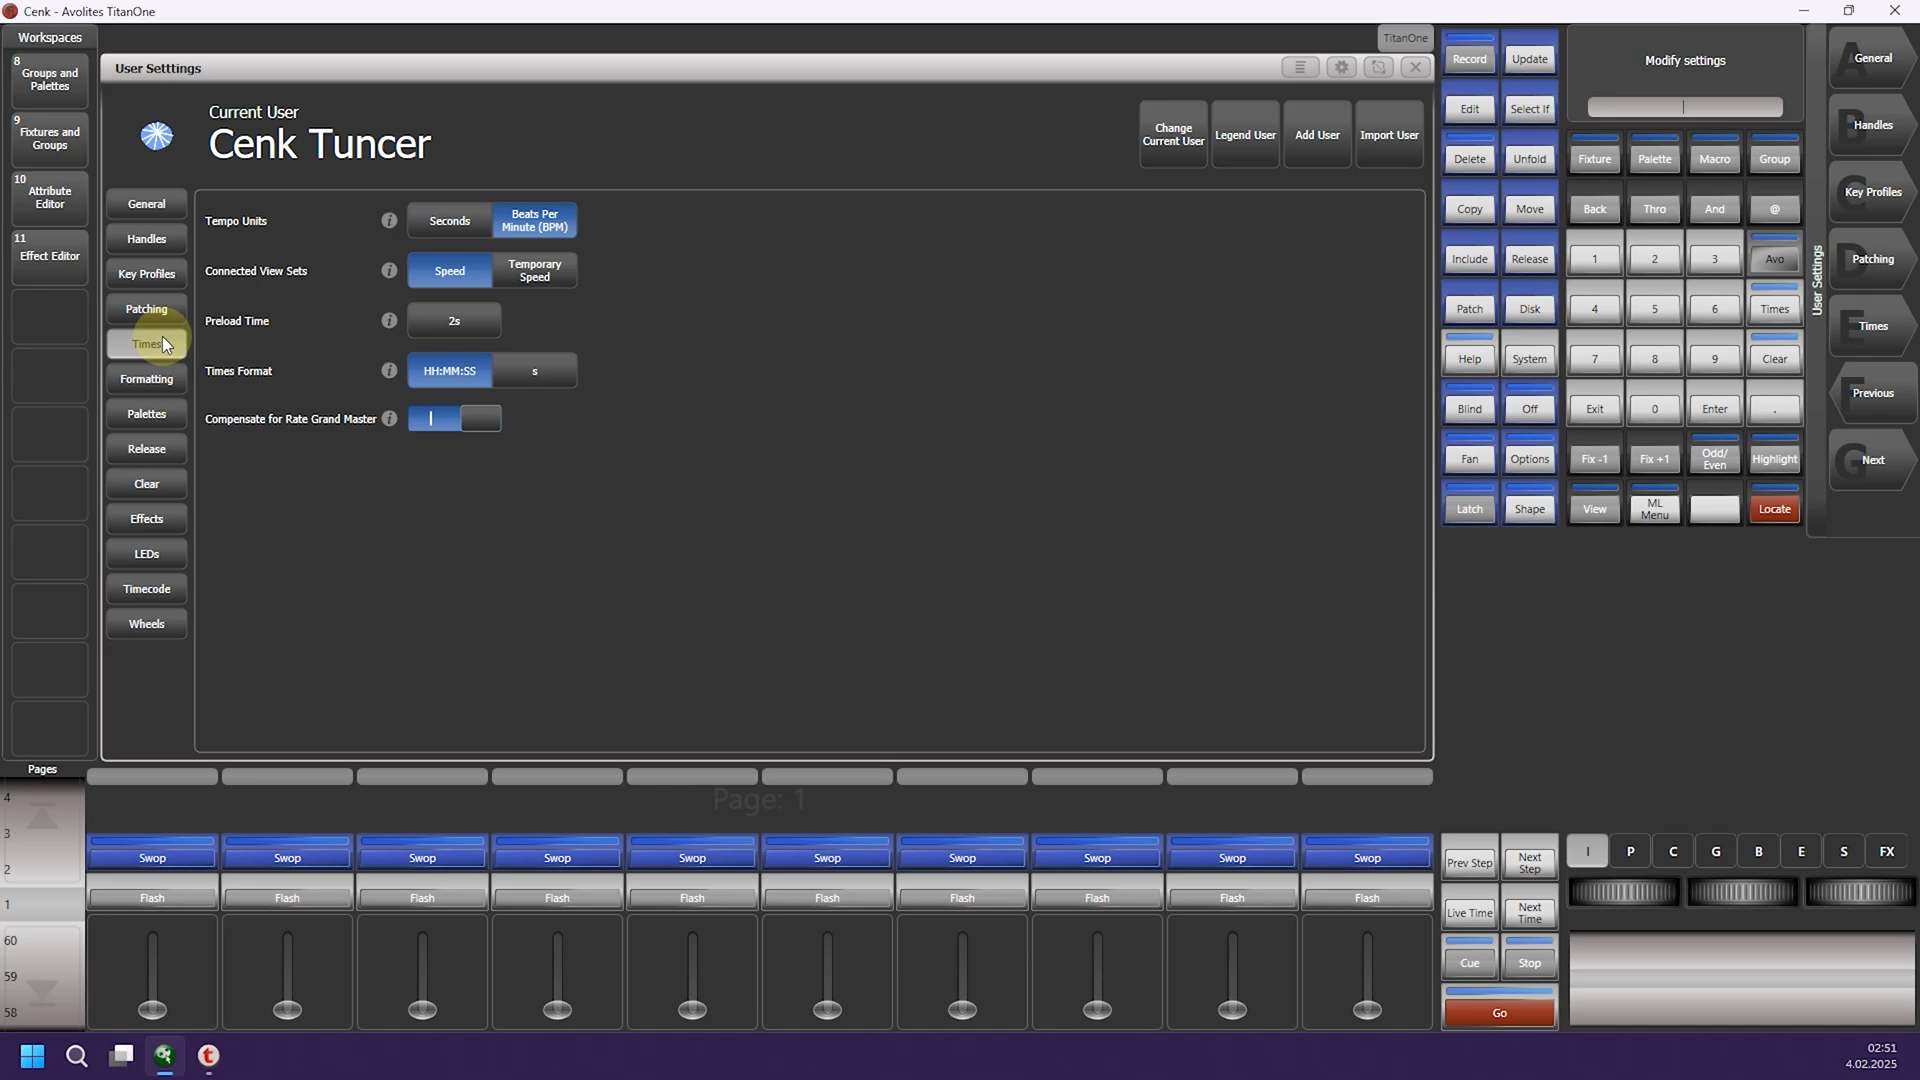 Cenk - Avolites TitanOne
Workspaces
8
Groups and
Palettes
9
Fixtures and
Groups
10
Attribute
Editor
11
Effect Editor
TitanOne
User Setttings
Current User
Cenk Tuncer
Change
Current User
Legend User
Add User
Import User
General
Handles
Key Profiles
Patching
Times
Formatting
Palettes
Release
Clear
Effects
LEDs
Timecode
Wheels
Tempo Units
Seconds
Beats Per
Minute (BPM)
Connected View Sets
Speed
Temporary
Speed
Preload Time
2s
Times Format
HH:MM:SS
s
Compensate for Rate Grand Master
Record
Update
Edit
Select If
Delete
Unfold
Copy
Move
Include
Release
Patch
Disk
Help
System
Blind
Off
Fan
Options
Latch
Shape
Modify settings
Fixture
Palette
Macro
Group
Back
Thro
And
@
1
2
3
Avo
4
5
6
Times
7
8
9
Clear
Exit
0
Enter
.
Fix -1
Fix +1
Odd/
Even
Highlight
View
ML
Menu
Locate
User Settings
A General
B Handles
C Key Profiles
D Patching
E Times
F Previous
G Next
Pages
4
3
2
1
60
59
58
Page: 1
Swop
Swop
Swop
Swop
Swop
Swop
Swop
Swop
Swop
Swop
Flash
Flash
Flash
Flash
Flash
Flash
Flash
Flash
Flash
Flash
Prev Step
Next
Step
Live Time
Next
Time
Cue
Stop
Go
I
P
C
G
B
E
S
FX
02:51
4.02.2025